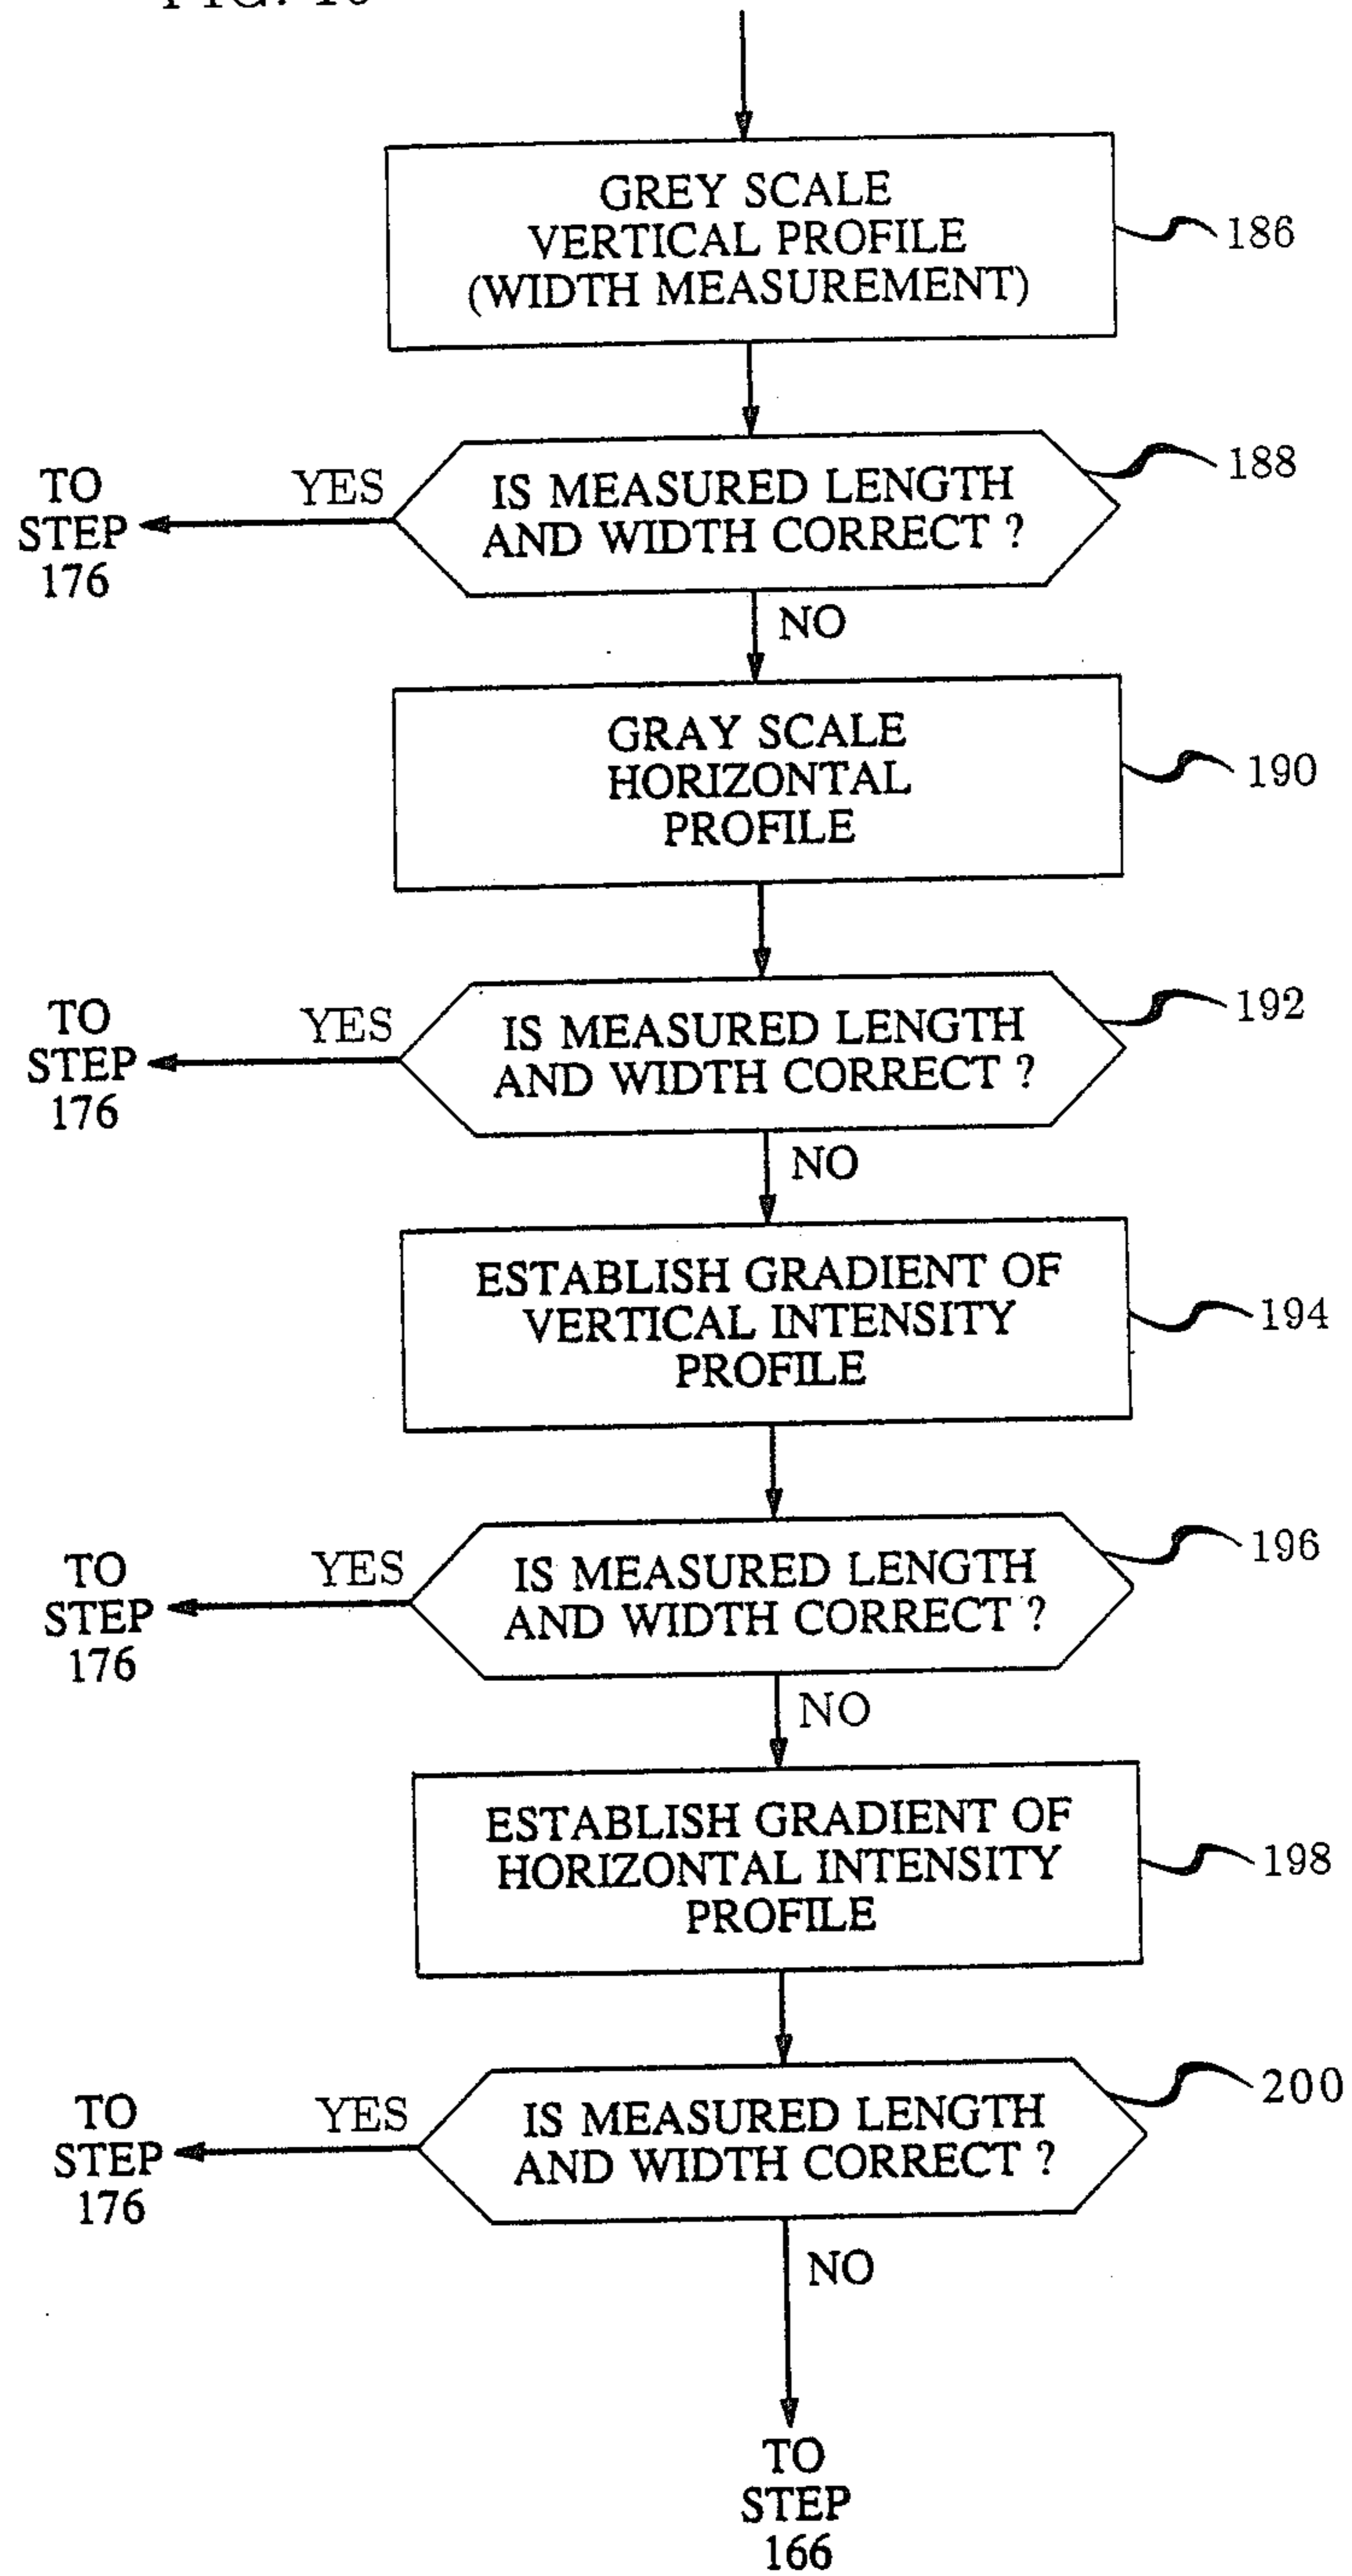 GREY SCALE
VERTICAL PROFILE
(WIDTH MEASUREMENT)
186
IS MEASURED LENGTH
AND WIDTH CORRECT ?
188
YES
TO
STEP
176
NO
GRAY SCALE
HORIZONTAL
PROFILE
190
IS MEASURED LENGTH
AND WIDTH CORRECT ?
192
YES
TO
STEP
176
NO
ESTABLISH GRADIENT OF
VERTICAL INTENSITY
PROFILE
194
IS MEASURED LENGTH
AND WIDTH CORRECT ?
196
YES
TO
STEP
176
NO
ESTABLISH GRADIENT OF
HORIZONTAL INTENSITY
PROFILE
198
IS MEASURED LENGTH
AND WIDTH CORRECT ?
200
YES
TO
STEP
176
NO
TO
STEP
166